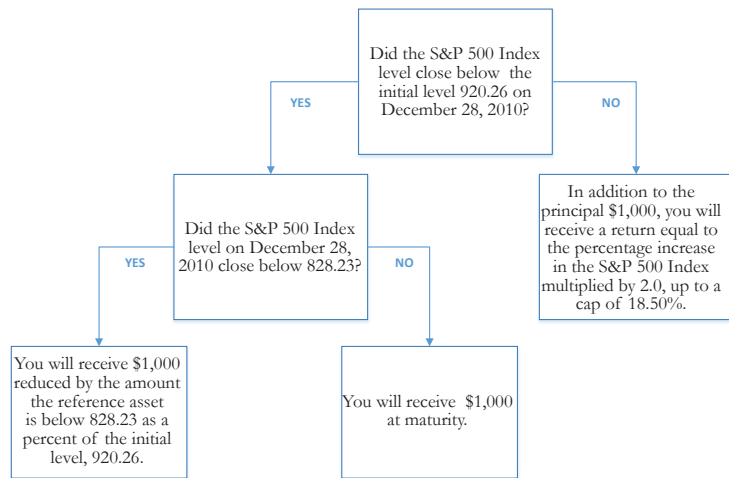 Did the S&P 500 Index
level close below the
initial level 920.26 on
December 28, 2010?
YES
NO
Did the S&P 500 Index
level on December 28,
2010 close below 828.23?
In addition to the
principal $1,000, you will
receive a return equal to
the percentage increase
in the S&P 500 Index
multiplied by 2.0, up to a
cap of 18.50%.
YES
NO
You will receive $1,000
reduced by the amount
the reference asset
is below 828.23 as a
percent of the initial
level, 920.26.
You will receive $1,000
at maturity.